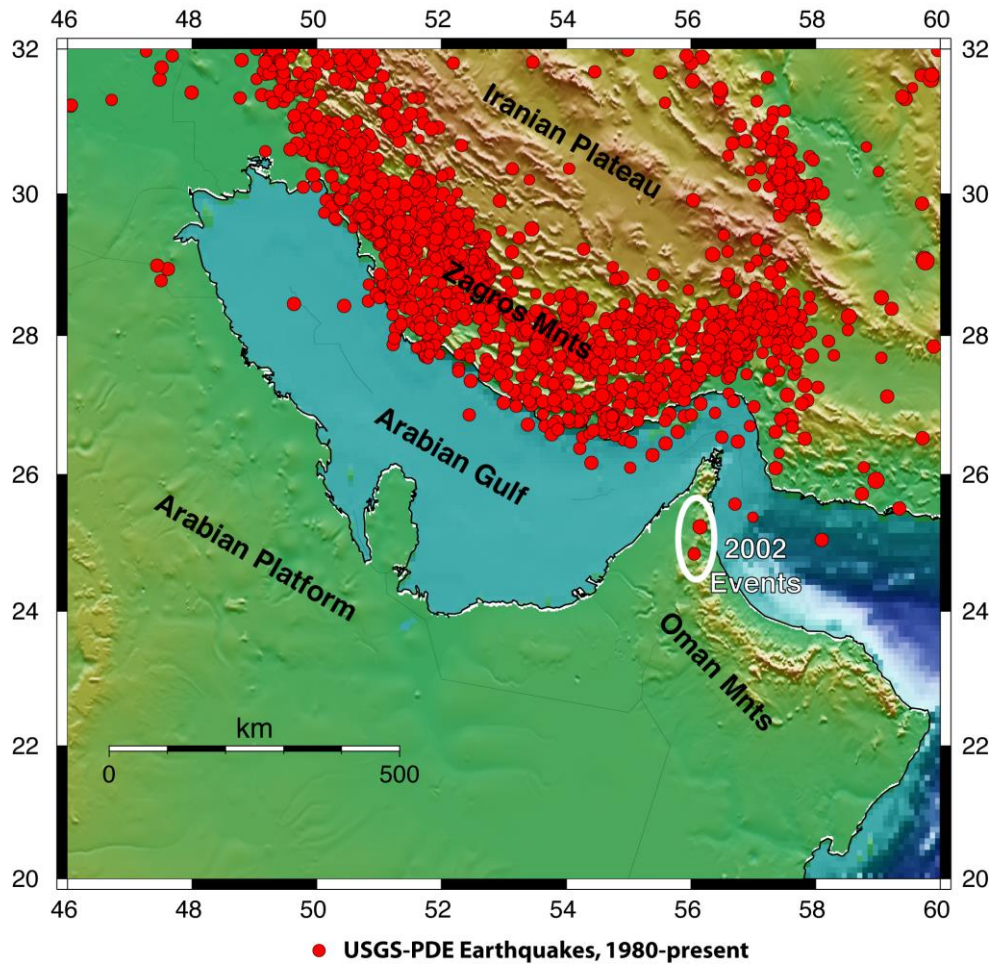 46 48 50 52 54 56 58 60
32 32
Iranian Plateau
30 30
Zagros Mnts
28 28
Arabian Gulf
26 26
Arabian Platform
2002
Events
24 24
Oman Mnts
km
22 22
0 500
20 20
46 48 50 52 54 56 58 60
USGS-PDE Earthquakes, 1980-present